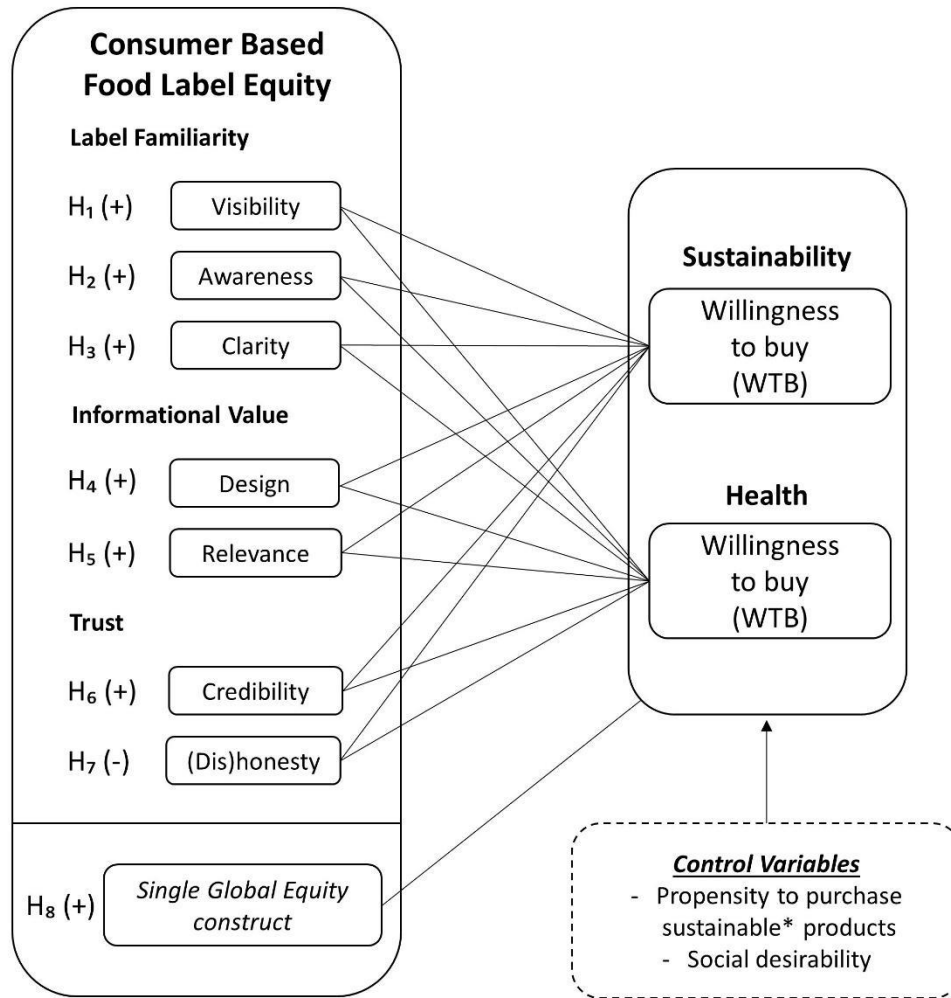 Consumer Based
Food Label Equity
Label Familiarity
H₁ (+) Visibility
H₂ (+) Awareness
H₃ (+) Clarity
Informational Value
H₄ (+) Design
H₅ (+) Relevance
Trust
H₆ (+) Credibility
H₇ (-) (Dis)honesty
H₈ (+) Single Global Equity
construct
Sustainability
Willingness
to buy
(WTB)
Health
Willingness
to buy
(WTB)
Control Variables
- Propensity to purchase
sustainable* products
- Social desirability